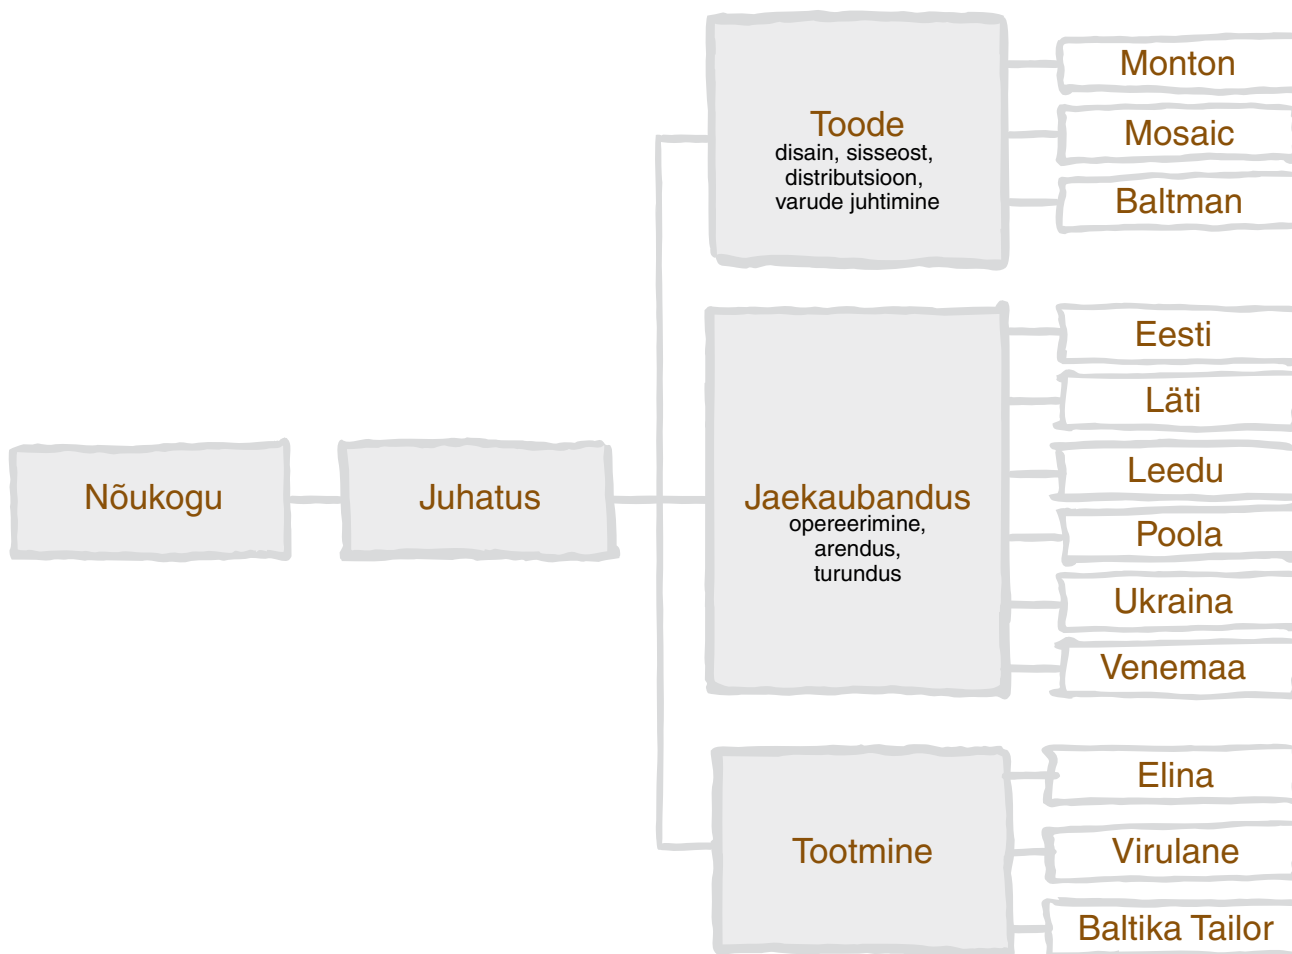 Nõukogu
Juhatus
Toode
disain, sisseost,
distributsioon,
varude juhtimine
Monton
Mosaic
Baltman
Jaekaubandus
opereerimine,
arendus,
turundus
Eesti
Läti
Leedu
Poola
Ukraina
Venemaa
Tootmine
Elina
Virulane
Baltika Tailor